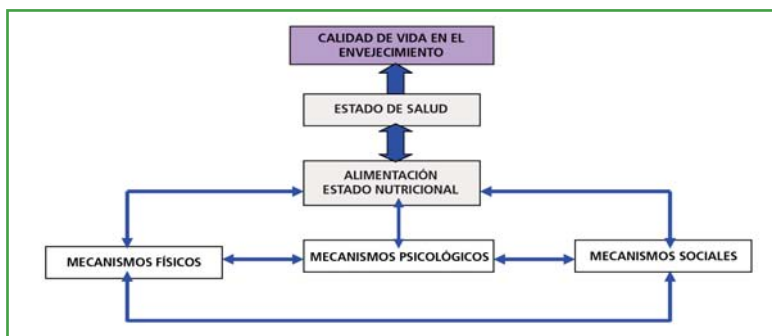 CALIDAD DE VIDA EN EL
ENVEJECIMIENTO
ESTADO DE SALUD
ALIMENTACIÓN
ESTADO NUTRICIONAL
MECANISMOS FÍSICOS
MECANISMOS PSICOLÓGICOS
MECANISMOS SOCIALES